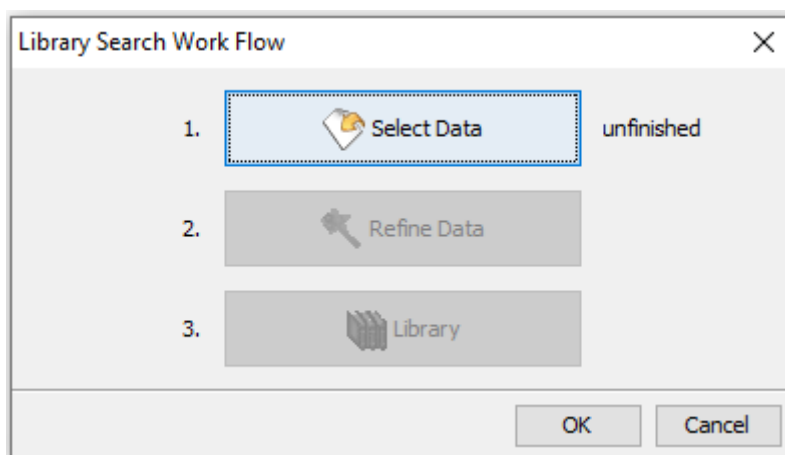 Library Search Work Flow
1. Select Data unfinished
2. Refine Data
3. Library
OK Cancel